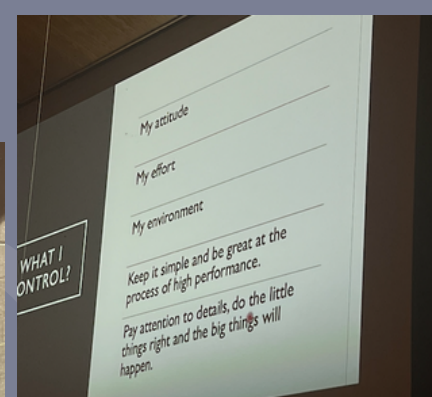 WHAT I
CONTROL?
My attitude
My effort
My environment
Keep it simple and be great at the
process of high performance.
Pay attention to details, do the little
things right and the big things will
happen.